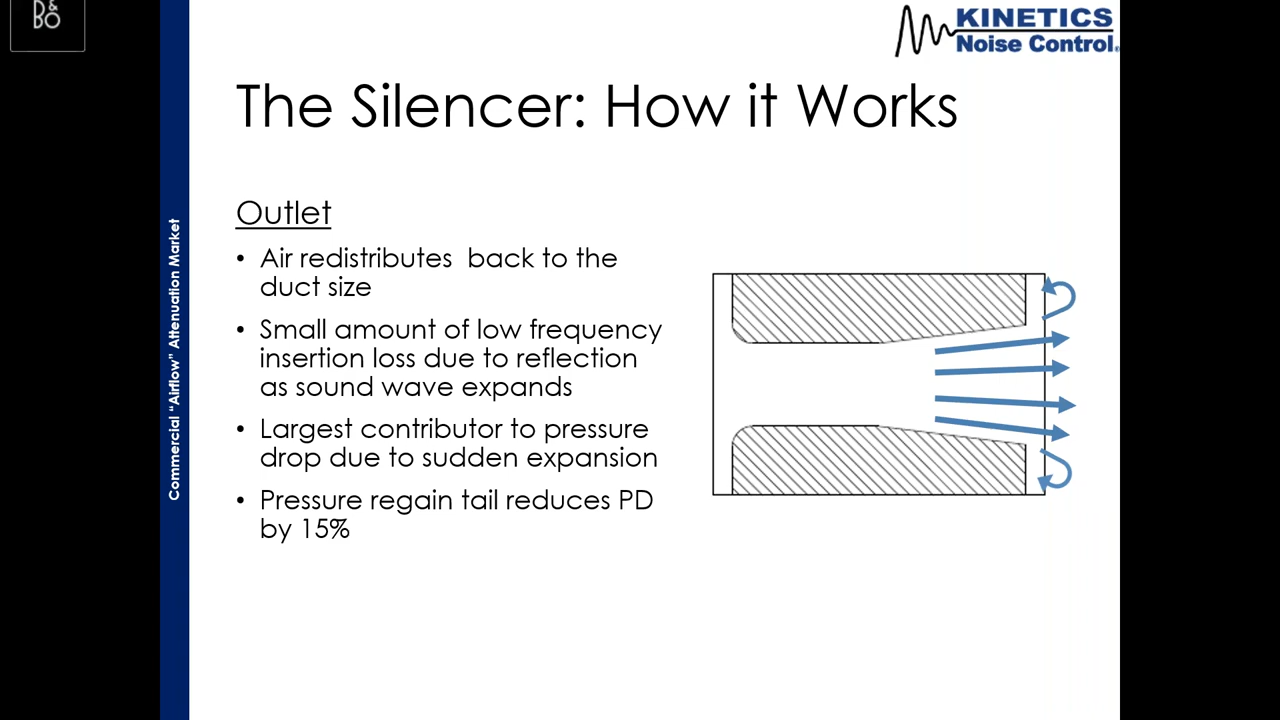 B&
BO
KINETICS
Noise Control.
The Silencer: How it Works
Commercial "Airflow" Attenuation Market
Outlet
• Air redistributes  back to the
duct size
• Small amount of low frequency
insertion loss due to reflection
as sound wave expands
• Largest contributor to pressure
drop due to sudden expansion
• Pressure regain tail reduces PD
by 15%